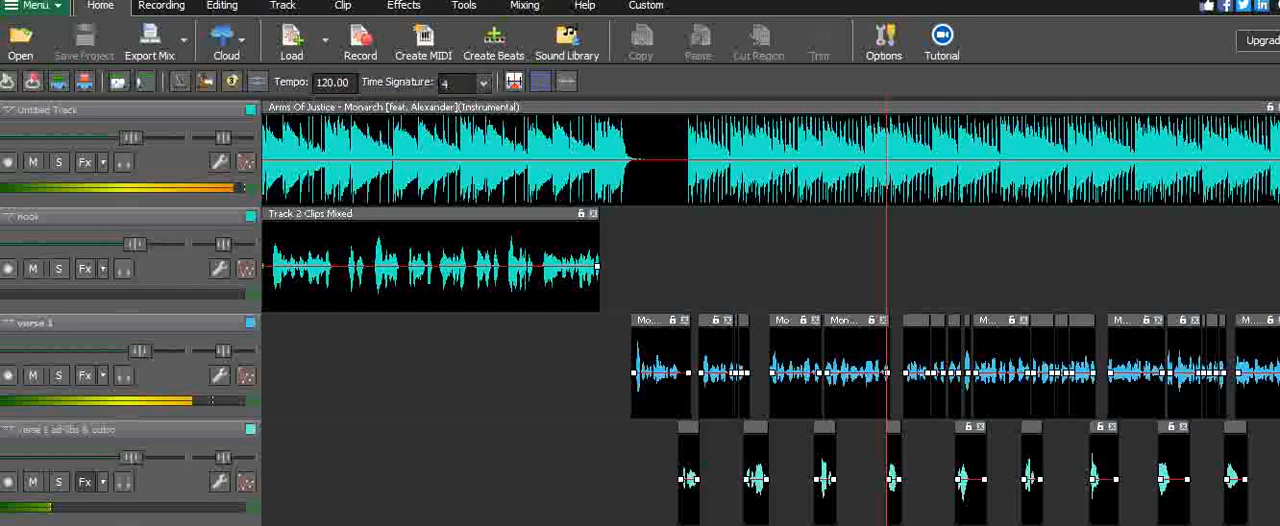 Menu Home Recording Editing Track Clip Effects Tools Mixing Help Custom
Open Save Project Export Mix Cloud Load Record Create MIDI Create Beats Sound Library Copy Paste Cut Region Trim Options Tutorial Upgrad
Tempo: 120.00 Time Signature: 4
Untitled Track
Arms Of Justice - Monarch [feat. Alexander](Instrumental)
M S Fx
Hook
Track 2 Clips Mixed
M S Fx
verse 1
Mo... Mo Mon... M... M... M...
M S Fx
verse 1 ad-libs & outro
M S Fx